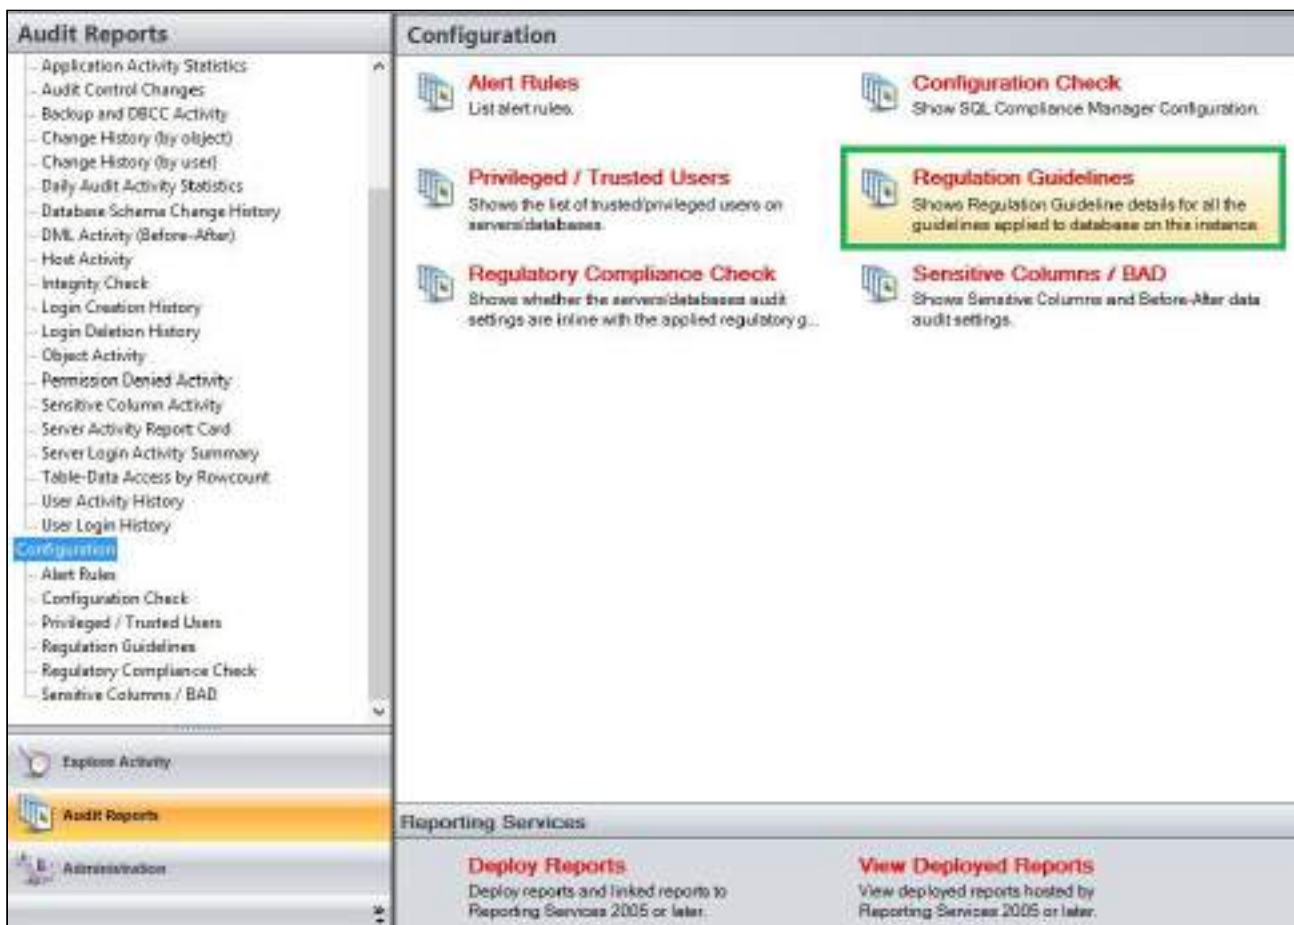 Audit Reports
Application Activity Statistics
Audit Control Changes
Backup and DBCC Activity
Change History (by object)
Change History (by user)
Daily Audit Activity Statistics
Database Schema Change History
DML Activity (Before-After)
Host Activity
Integrity Check
Login Creation History
Login Deletion History
Object Activity
Permission Denied Activity
Sensitive Column Activity
Server Activity Report Card
Server Login Activity Summary
Table-Data Access by Rowcount
User Activity History
User Login History
Configuration
Alert Rules
Configuration Check
Privileged / Trusted Users
Regulation Guidelines
Regulatory Compliance Check
Sensitive Columns / BAD
Explore Activity
Audit Reports
Administration
Configuration
Alert Rules
List alert rules.
Configuration Check
Show SQL Compliance Manager Configuration.
Privileged / Trusted Users
Shows the list of trusted/privileged users on
servers/databases.
Regulation Guidelines
Shows Regulation Guideline details for all the
guidelines applied to database on this instance
Regulatory Compliance Check
Shows whether the servers/databases audit
settings are inline with the applied regulatory g...
Sensitive Columns / BAD
Shows Sensitive Columns and Before-After data
audit settings.
Reporting Services
Deploy Reports
Deploy reports and linked reports to
Reporting Services 2005 or later.
View Deployed Reports
View deployed reports hosted by
Reporting Services 2005 or later.